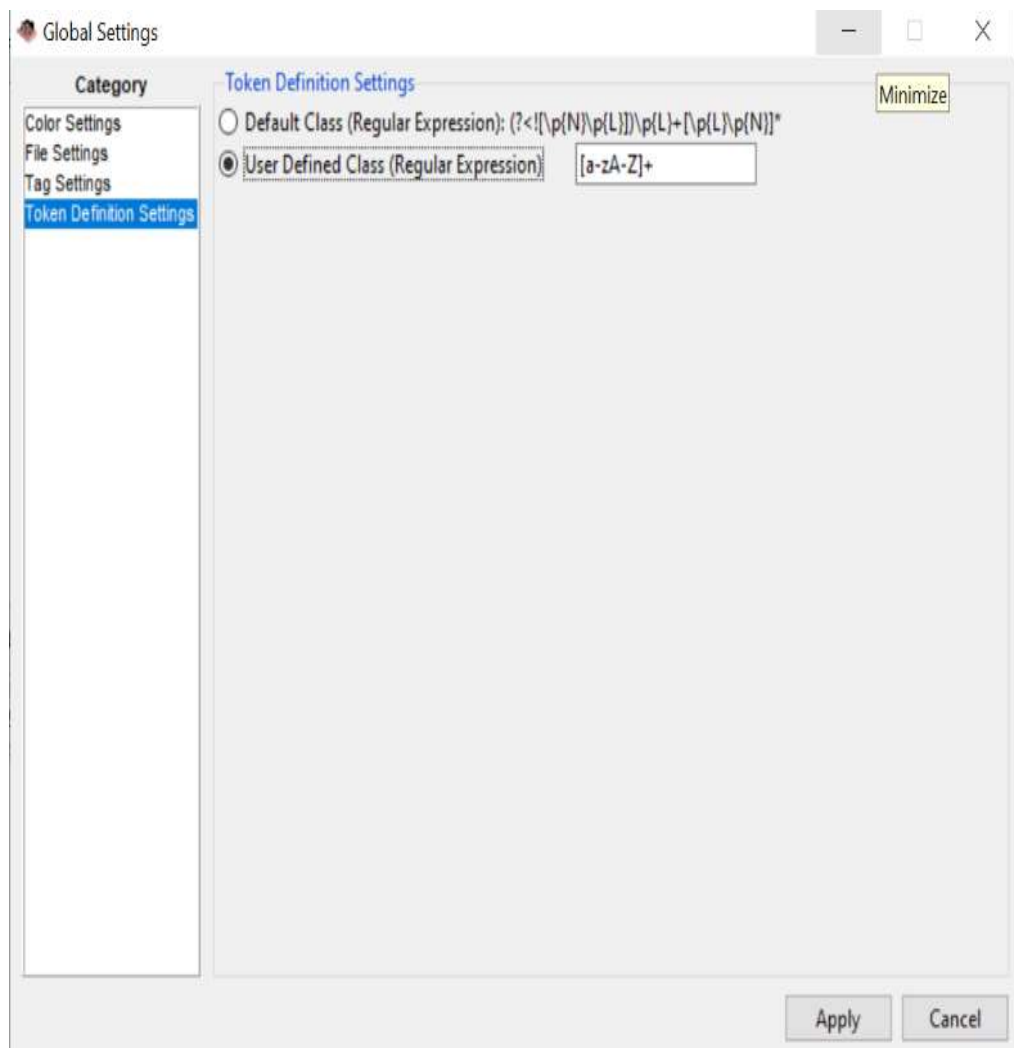 Global Settings
Minimize
Category
Color Settings
File Settings
Tag Settings
Token Definition Settings
Token Definition Settings
Default Class (Regular Expression): (?<![\p{N}\p{L}])\p{L}+[\p{L}\p{N}]*
User Defined Class (Regular Expression) [a-zA-Z]+
Apply Cancel